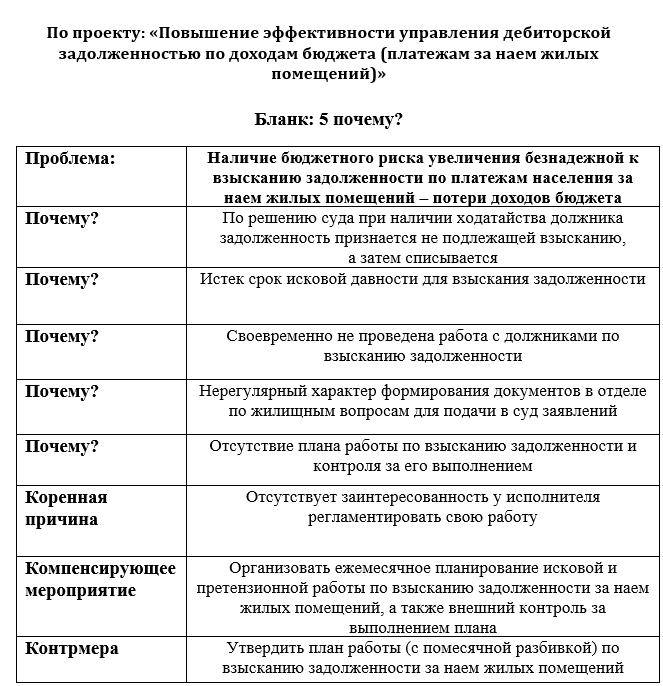 По проекту: «Повышение эффективности управления дебиторской
задолженностью по доходам бюджета (платежам за наем жилых
помещений)»
Бланк: 5 почему?
Проблема:
Наличие бюджетного риска увеличения безнадежной к
взысканию задолженности по платежам населения за
наем жилых помещений – потери доходов бюджета
Почему?
По решению суда при наличии ходатайства должника
задолженность признается не подлежащей взысканию,
а затем списывается
Почему?
Истек срок исковой давности для взыскания задолженности
Почему?
Своевременно не проведена работа с должниками по
взысканию задолженности
Почему?
Нерегулярный характер формирования документов в отделе
по жилищным вопросам для подачи в суд заявлений
Почему?
Отсутствие плана работы по взысканию задолженности и
контроля за его выполнением
Коренная
причина
Отсутствует заинтересованность у исполнителя
регламентировать свою работу
Компенсирующее
мероприятие
Организовать ежемесячное планирование исковой и
претензионной работы по взысканию задолженности за наем
жилых помещений, а также внешний контроль за
выполнением плана
Контрмера
Утвердить план работы (с помесячной разбивкой) по
взысканию задолженности за наем жилых помещений